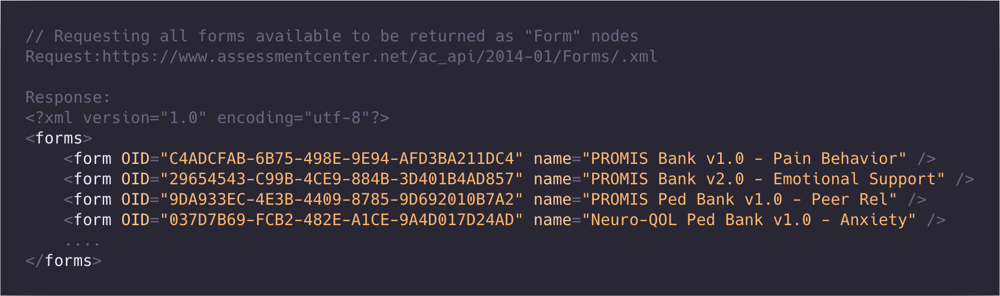 // Requesting all forms available to be returned as "Form" nodes
Request:https://www.assessmentcenter.net/ac_api/2014-01/Forms/.xml
Response:
<?xml version="1.0" encoding="utf-8"?>
<forms>
<form OID="C4ADCFAB-6B75-498E-9E94-AFD3BA211DC4" name="PROMIS Bank v1.0 - Pain Behavior" />
<form OID="29654543-C99B-4CE9-884B-3D401B4AD857" name="PROMIS Bank v2.0 - Emotional Support" />
<form OID="9DA933EC-4E3B-4409-8785-9D692010B7A2" name="PROMIS Ped Bank v1.0 - Peer Rel" />
<form OID="037D7B69-FCB2-482E-A1CE-9A4D017D24AD" name="Neuro-QOL Ped Bank v1.0 - Anxiety" />
....
</forms>